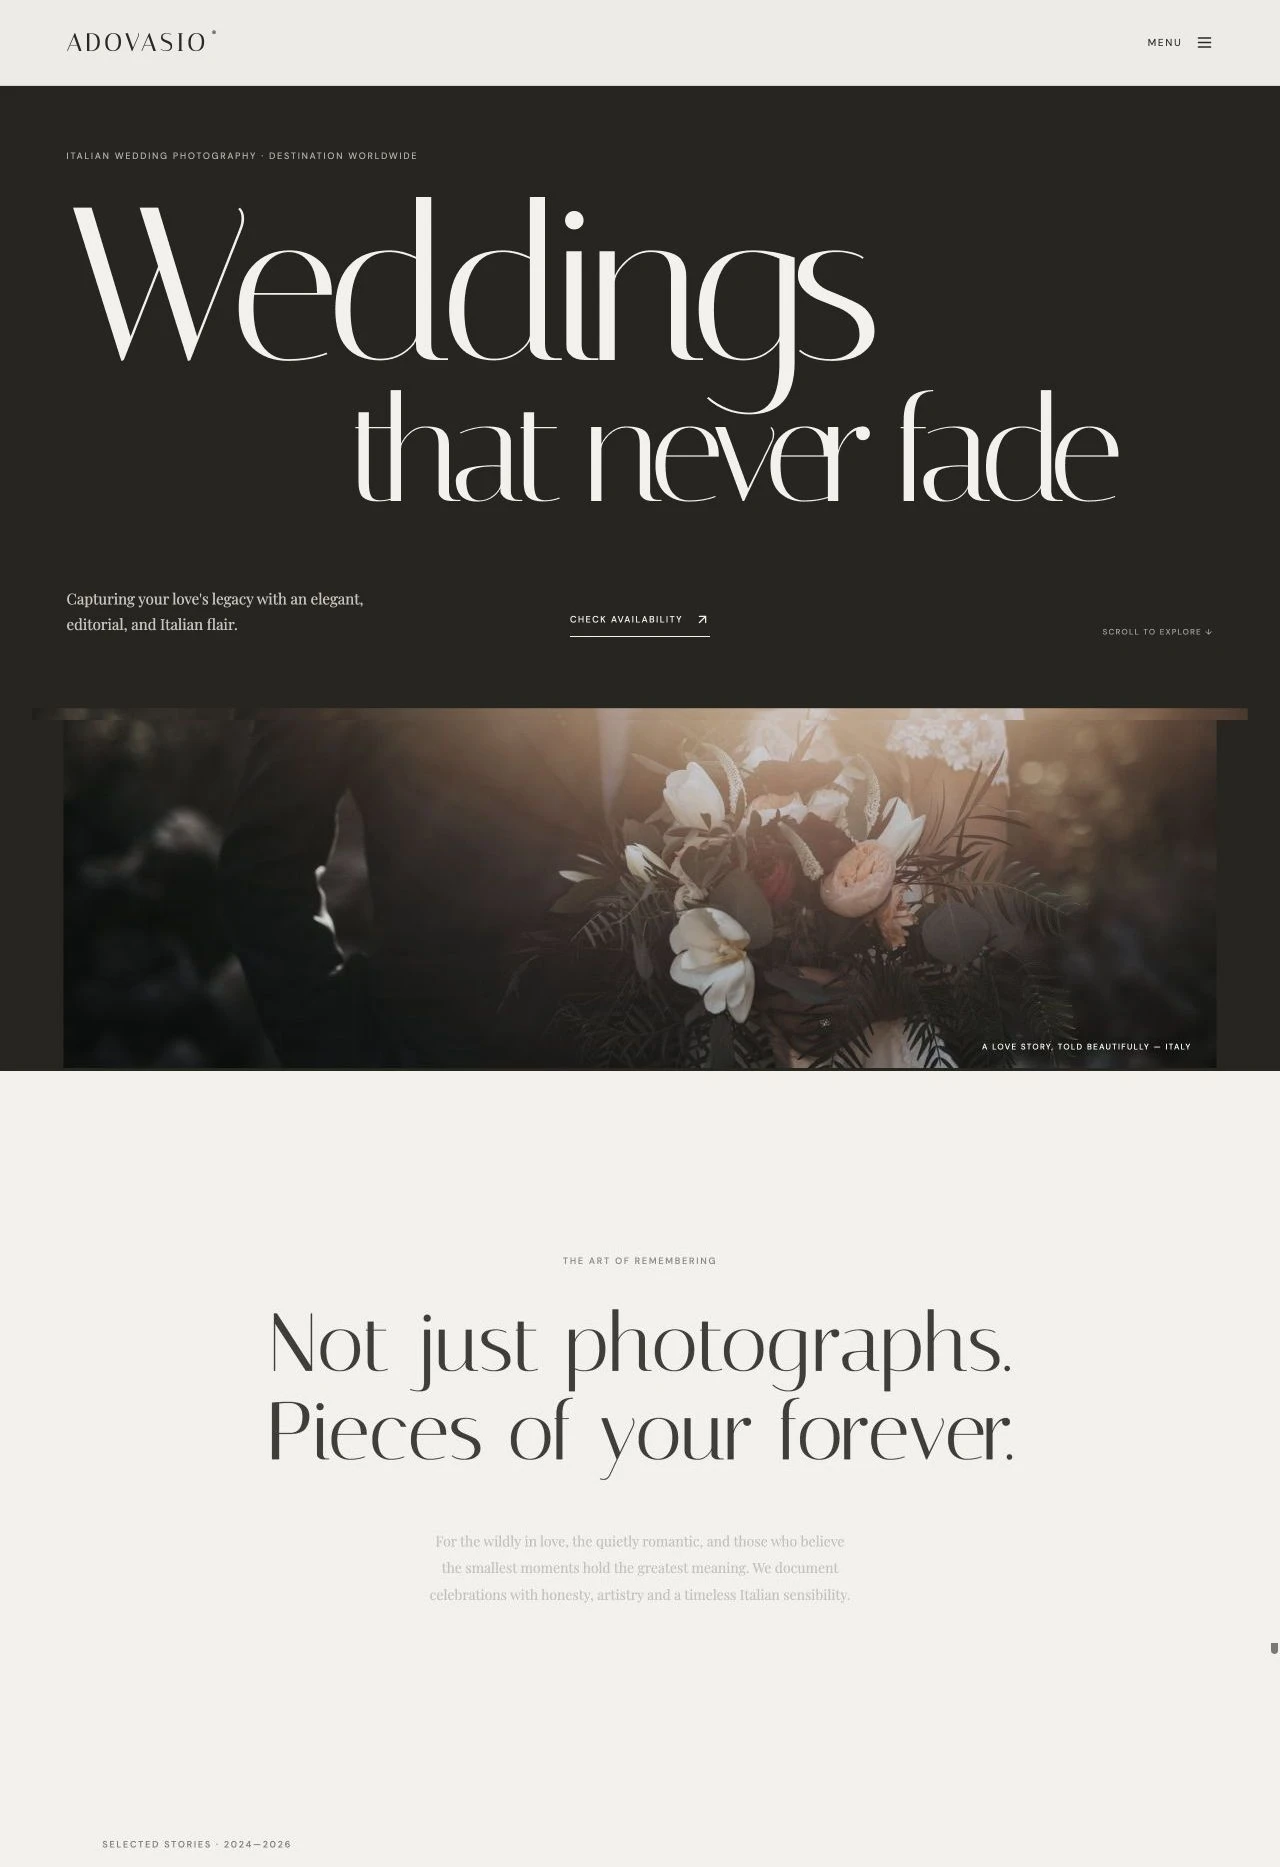 ADOVASIO
MENU
ITALIAN WEDDING PHOTOGRAPHY · DESTINATION WORLDWIDE
Weddings
that never fade
Capturing your love's legacy with an elegant,
editorial, and Italian flair.
CHECK AVAILABILITY
SCROLL TO EXPLORE ↓
A LOVE STORY, TOLD BEAUTIFULLY — ITALY
THE ART OF REMEMBERING
Not just photographs.
Pieces of your forever.
For the wildly in love, the quietly romantic, and those who believe
the smallest moments hold the greatest meaning. We document
celebrations with honesty, artistry and a timeless Italian sensibility.
SELECTED STORIES · 2024—2026